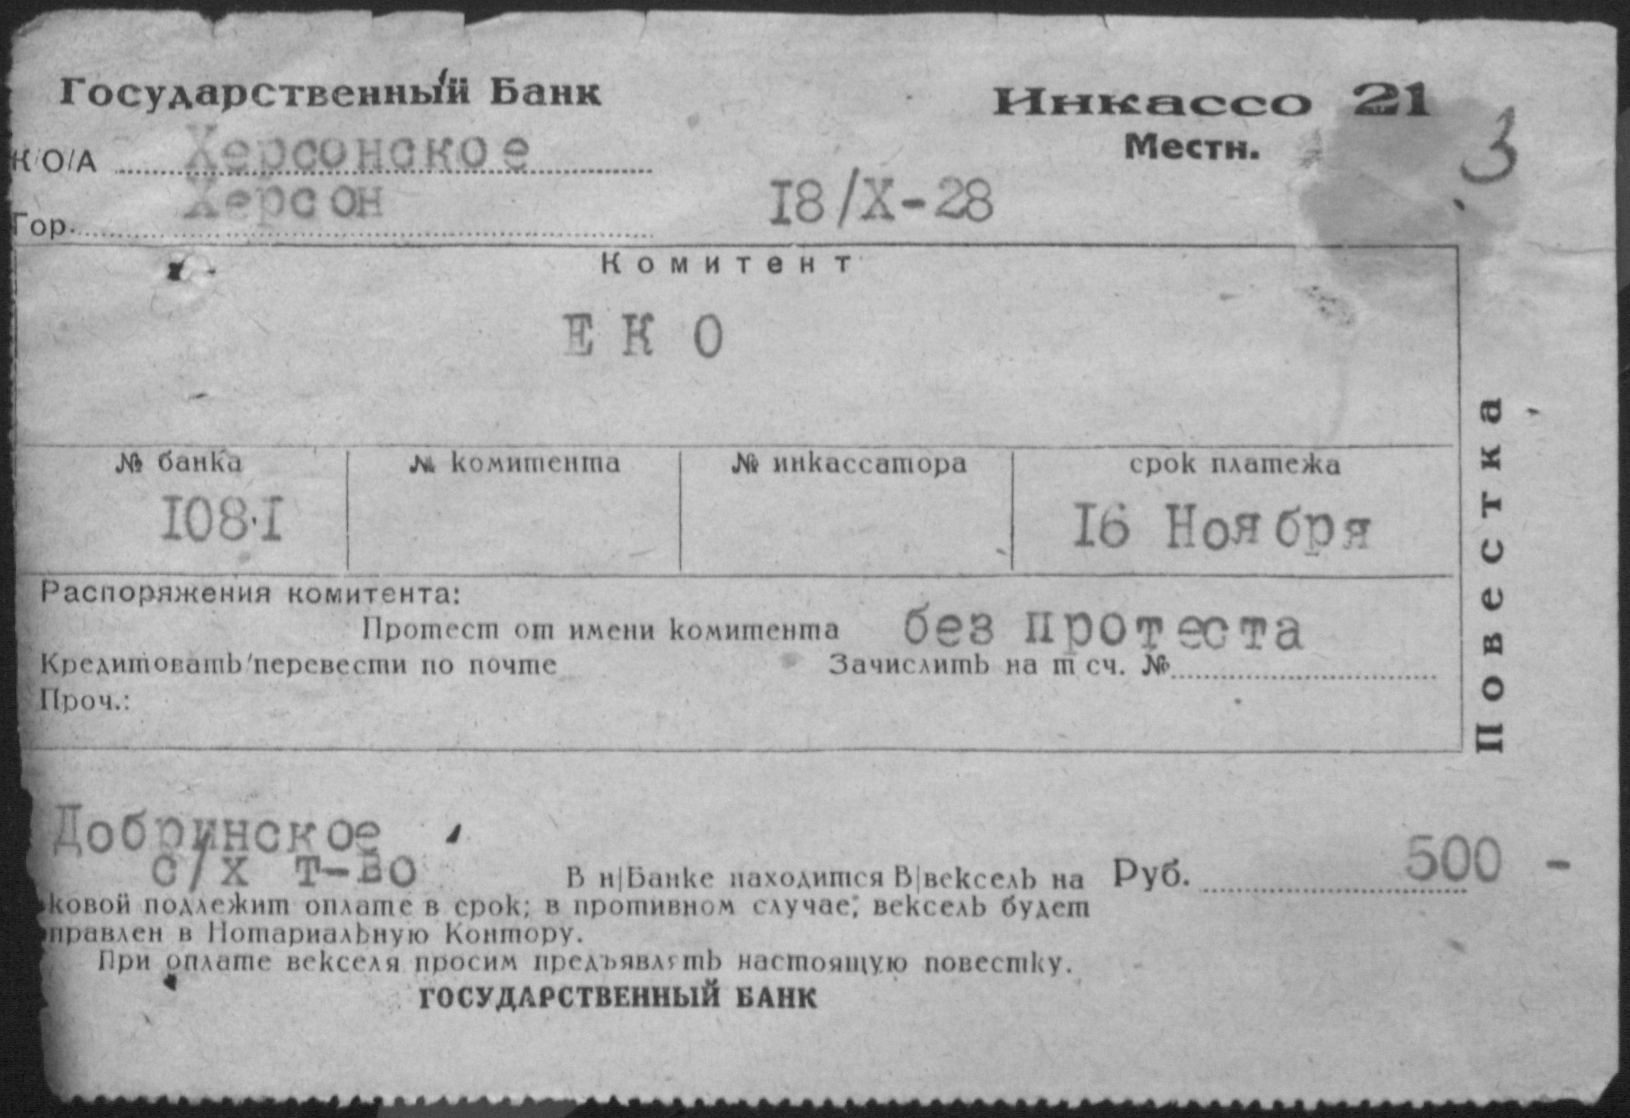 Государственный Банк
Инкассо 21
Местн.
3
К/О/А Херсонское
Гор. Херсон
18/X-28
Комитент
ЕКО
№ банка
№ комитента
№ инкассатора
срок платежа
1081
16 Ноября
Распоряжения комитента:
Протест от имени комитента без протеста
Кредитовать/перевести по почте
Зачислить на т сч. №
Проч.:
Повестка
Добринское
с/х т-во
В н|Банке находится В|вексель на Руб. 500 -
ковой подлежит оплате в срок; в противном случае, вексель будет
правлен в Нотариальную Контору.
При оплате векселя просим предъявлять настоящую повестку.
ГОСУДАРСТВЕННЫЙ БАНК